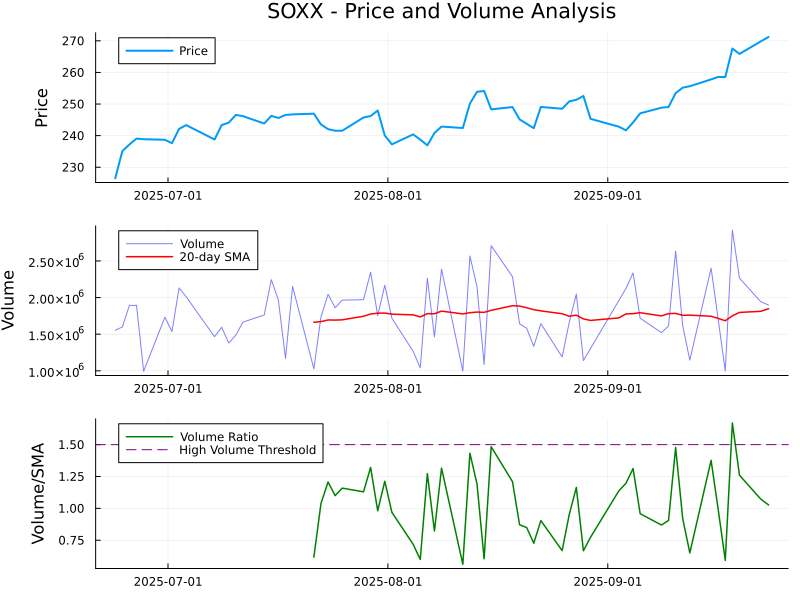 SOXX - Price and Volume Analysis
Price
270
260
250
240
230
Price
2025-07-01
2025-08-01
2025-09-01
Volume
20-day SMA
2.50×10⁶
2.00×10⁶
1.50×10⁶
1.00×10⁶
Volume
2025-07-01
2025-08-01
2025-09-01
Volume Ratio
High Volume Threshold
1.50
1.25
1.00
0.75
Volume/SMA
2025-07-01
2025-08-01
2025-09-01